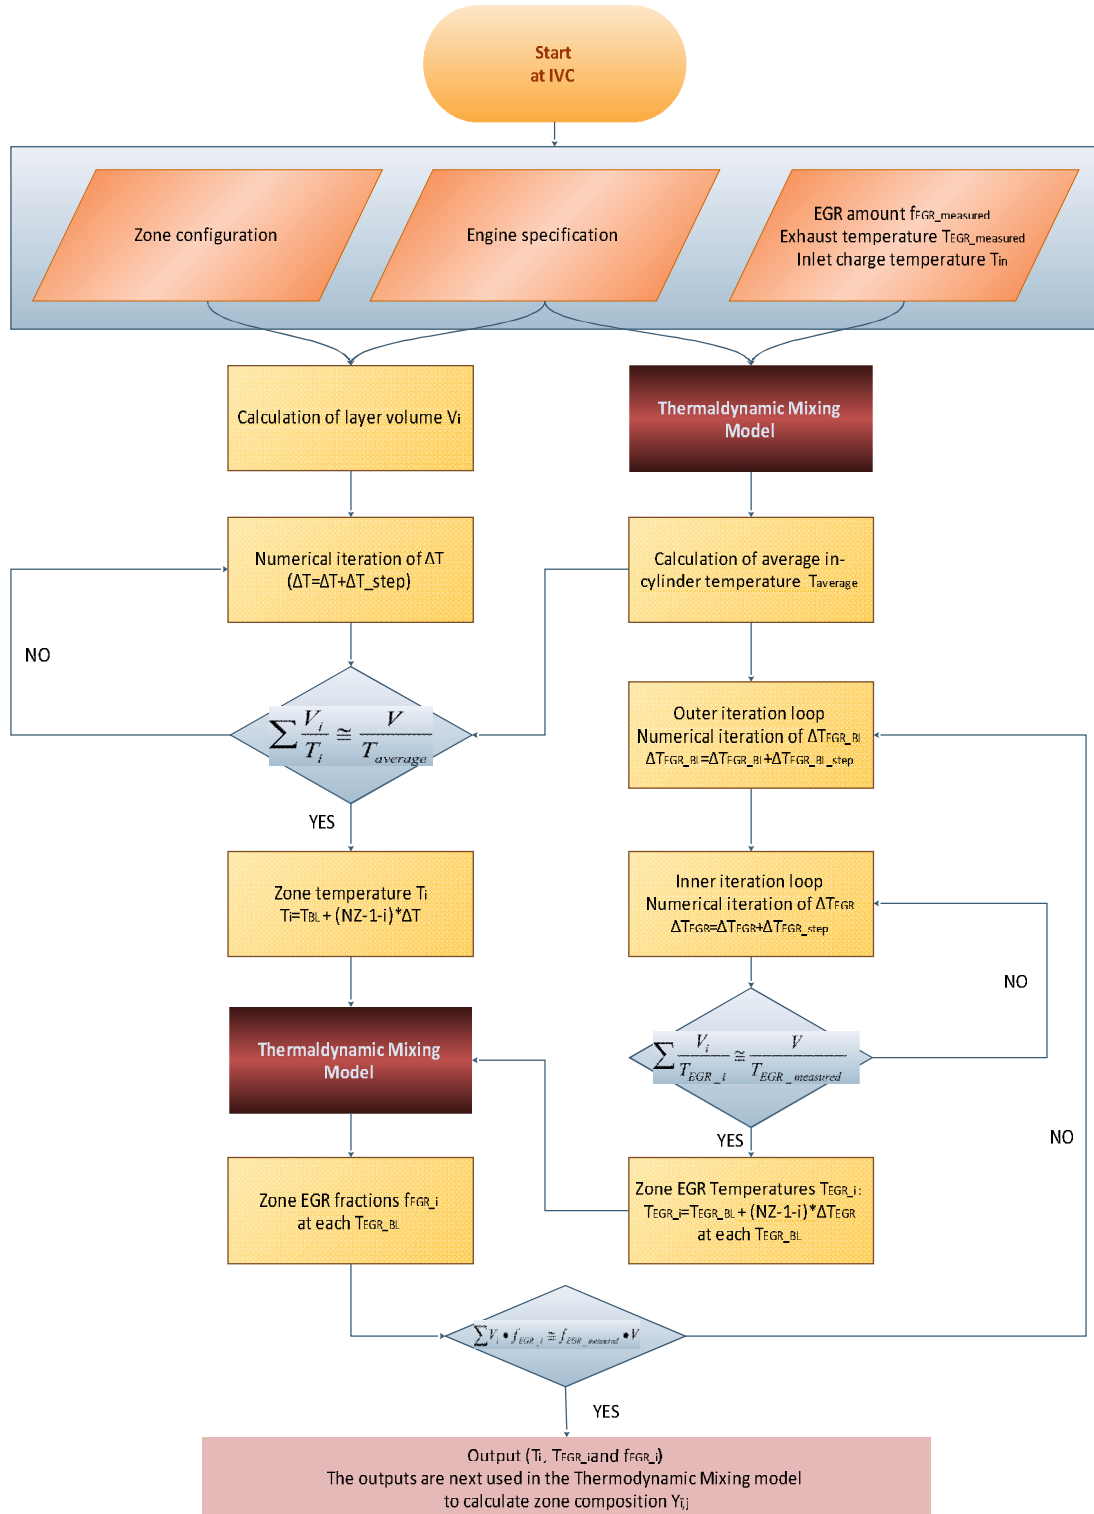 Start
at IVC
Zone configuration
Engine specification
EGR amount fEGR_measured
Exhaust temperature TEGR_measured
Inlet charge temperature Tin
Calculation of layer volume Vi
Thermaldynamic Mixing
Model
Numerical iteration of ΔT
(ΔT=ΔT+ΔT_step)
Calculation of average in-
cylinder temperature Taverage
NO
∑ Vi/Ti ≅ V/Taverage
YES
Outer iteration loop
Numerical iteration of ΔTEGR_BL
ΔTEGR_BL=ΔTEGR_BL+ΔTEGR_BL_step
Zone temperature Ti
Ti=TBL + (NZ-1-i)*ΔT
Inner iteration loop
Numerical iteration of ΔTEGR
ΔTEGR=ΔTEGR+ΔTEGR_step
NO
Thermaldynamic Mixing
Model
∑ Vi/TEGR_i ≅ V/TEGR_measured
YES
NO
Zone EGR fractions fEGR_i
at each TEGR_BL
Zone EGR Temperatures TEGR_i:
TEGR_i=TEGR_BL + (NZ-1-i)*ΔTEGR
at each TEGR_BL
∑Vi•fEGR_i ≅ fEGR_measured•V
YES
Output (Ti, TEGR_iand fEGR_i)
The outputs are next used in the Thermodynamic Mixing model
to calculate zone composition Yi,j